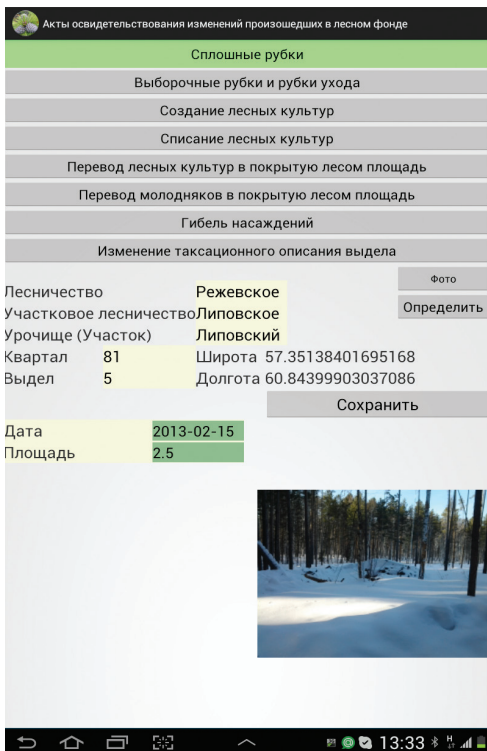 Акты освидетельствования изменений произошедших в лесном фонде
Сплошные рубки
Выборочные рубки и рубки ухода
Создание лесных культур
Списание лесных культур
Перевод лесных культур в покрытую лесом площадь
Перевод молодняков в покрытую лесом площадь
Гибель насаждений
Изменение таксационного описания выдела
Фото
Лесничество Режевское
Определить
Участковое лесничество Липовское
Урочище (Участок) Липовский
Квартал 81 Широта 57.35138401695168
Выдел 5 Долгота 60.84399903037086
Сохранить
Дата 2013-02-15
Площадь 2.5
13:33